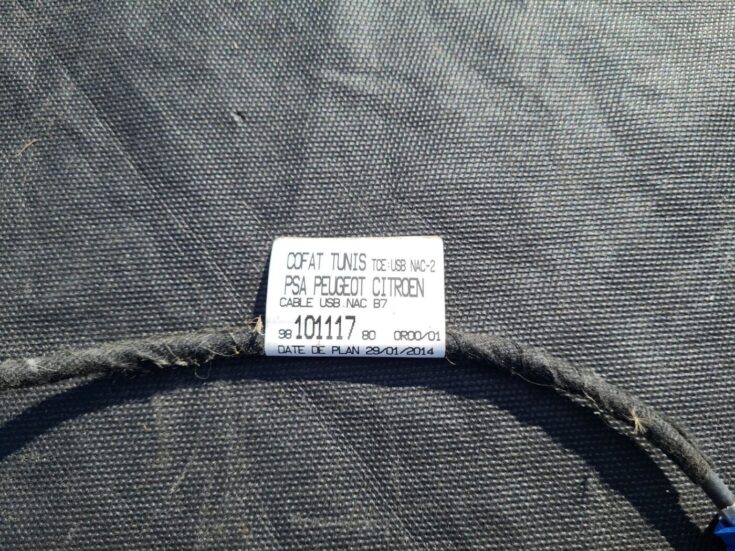 COFAT TUNIS TCE:USB NAC-2
PSA PEUGEOT CITROEN
CABLE USB.NAC B7
98 101117 80 OR00/01
DATE DE PLAN 29/01/2014